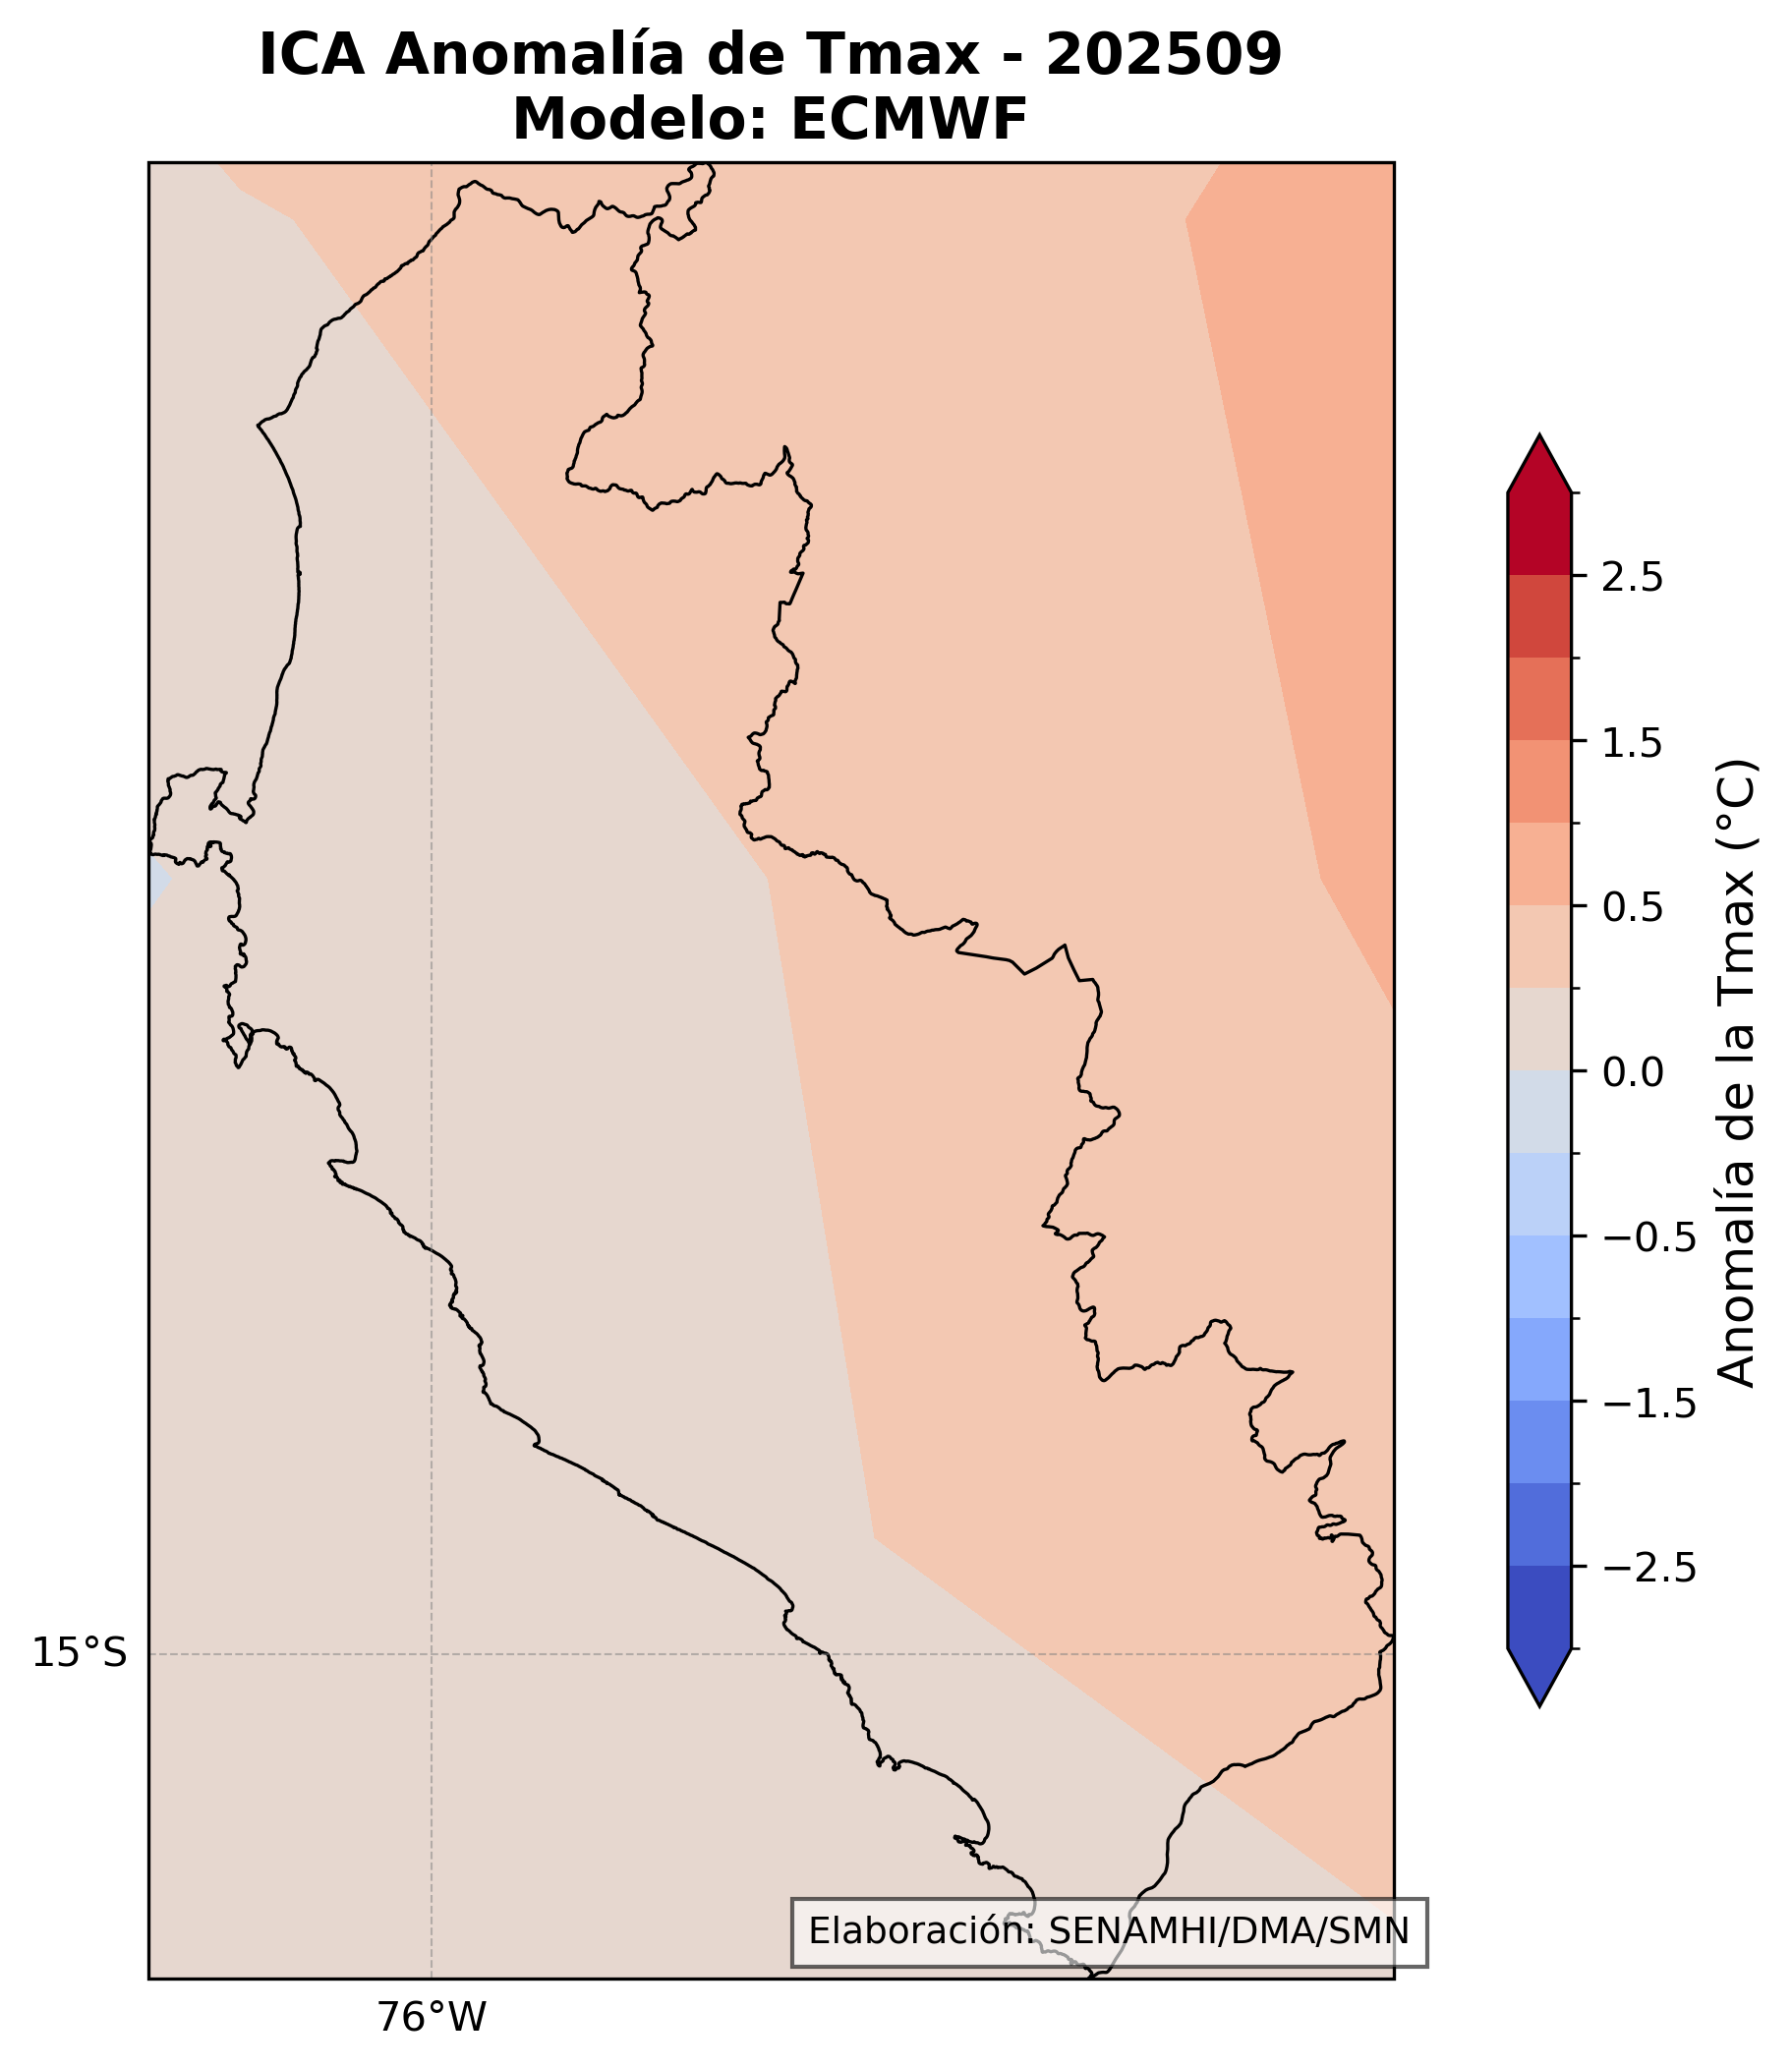 ICA Anomalía de Tmax - 202509
Modelo: ECMWF
2.5
1.5
0.5
0.0
−0.5
−1.5
−2.5
Anomalía de la Tmax (°C)
15°S
76°W
Elaboración: SENAMHI/DMA/SMN